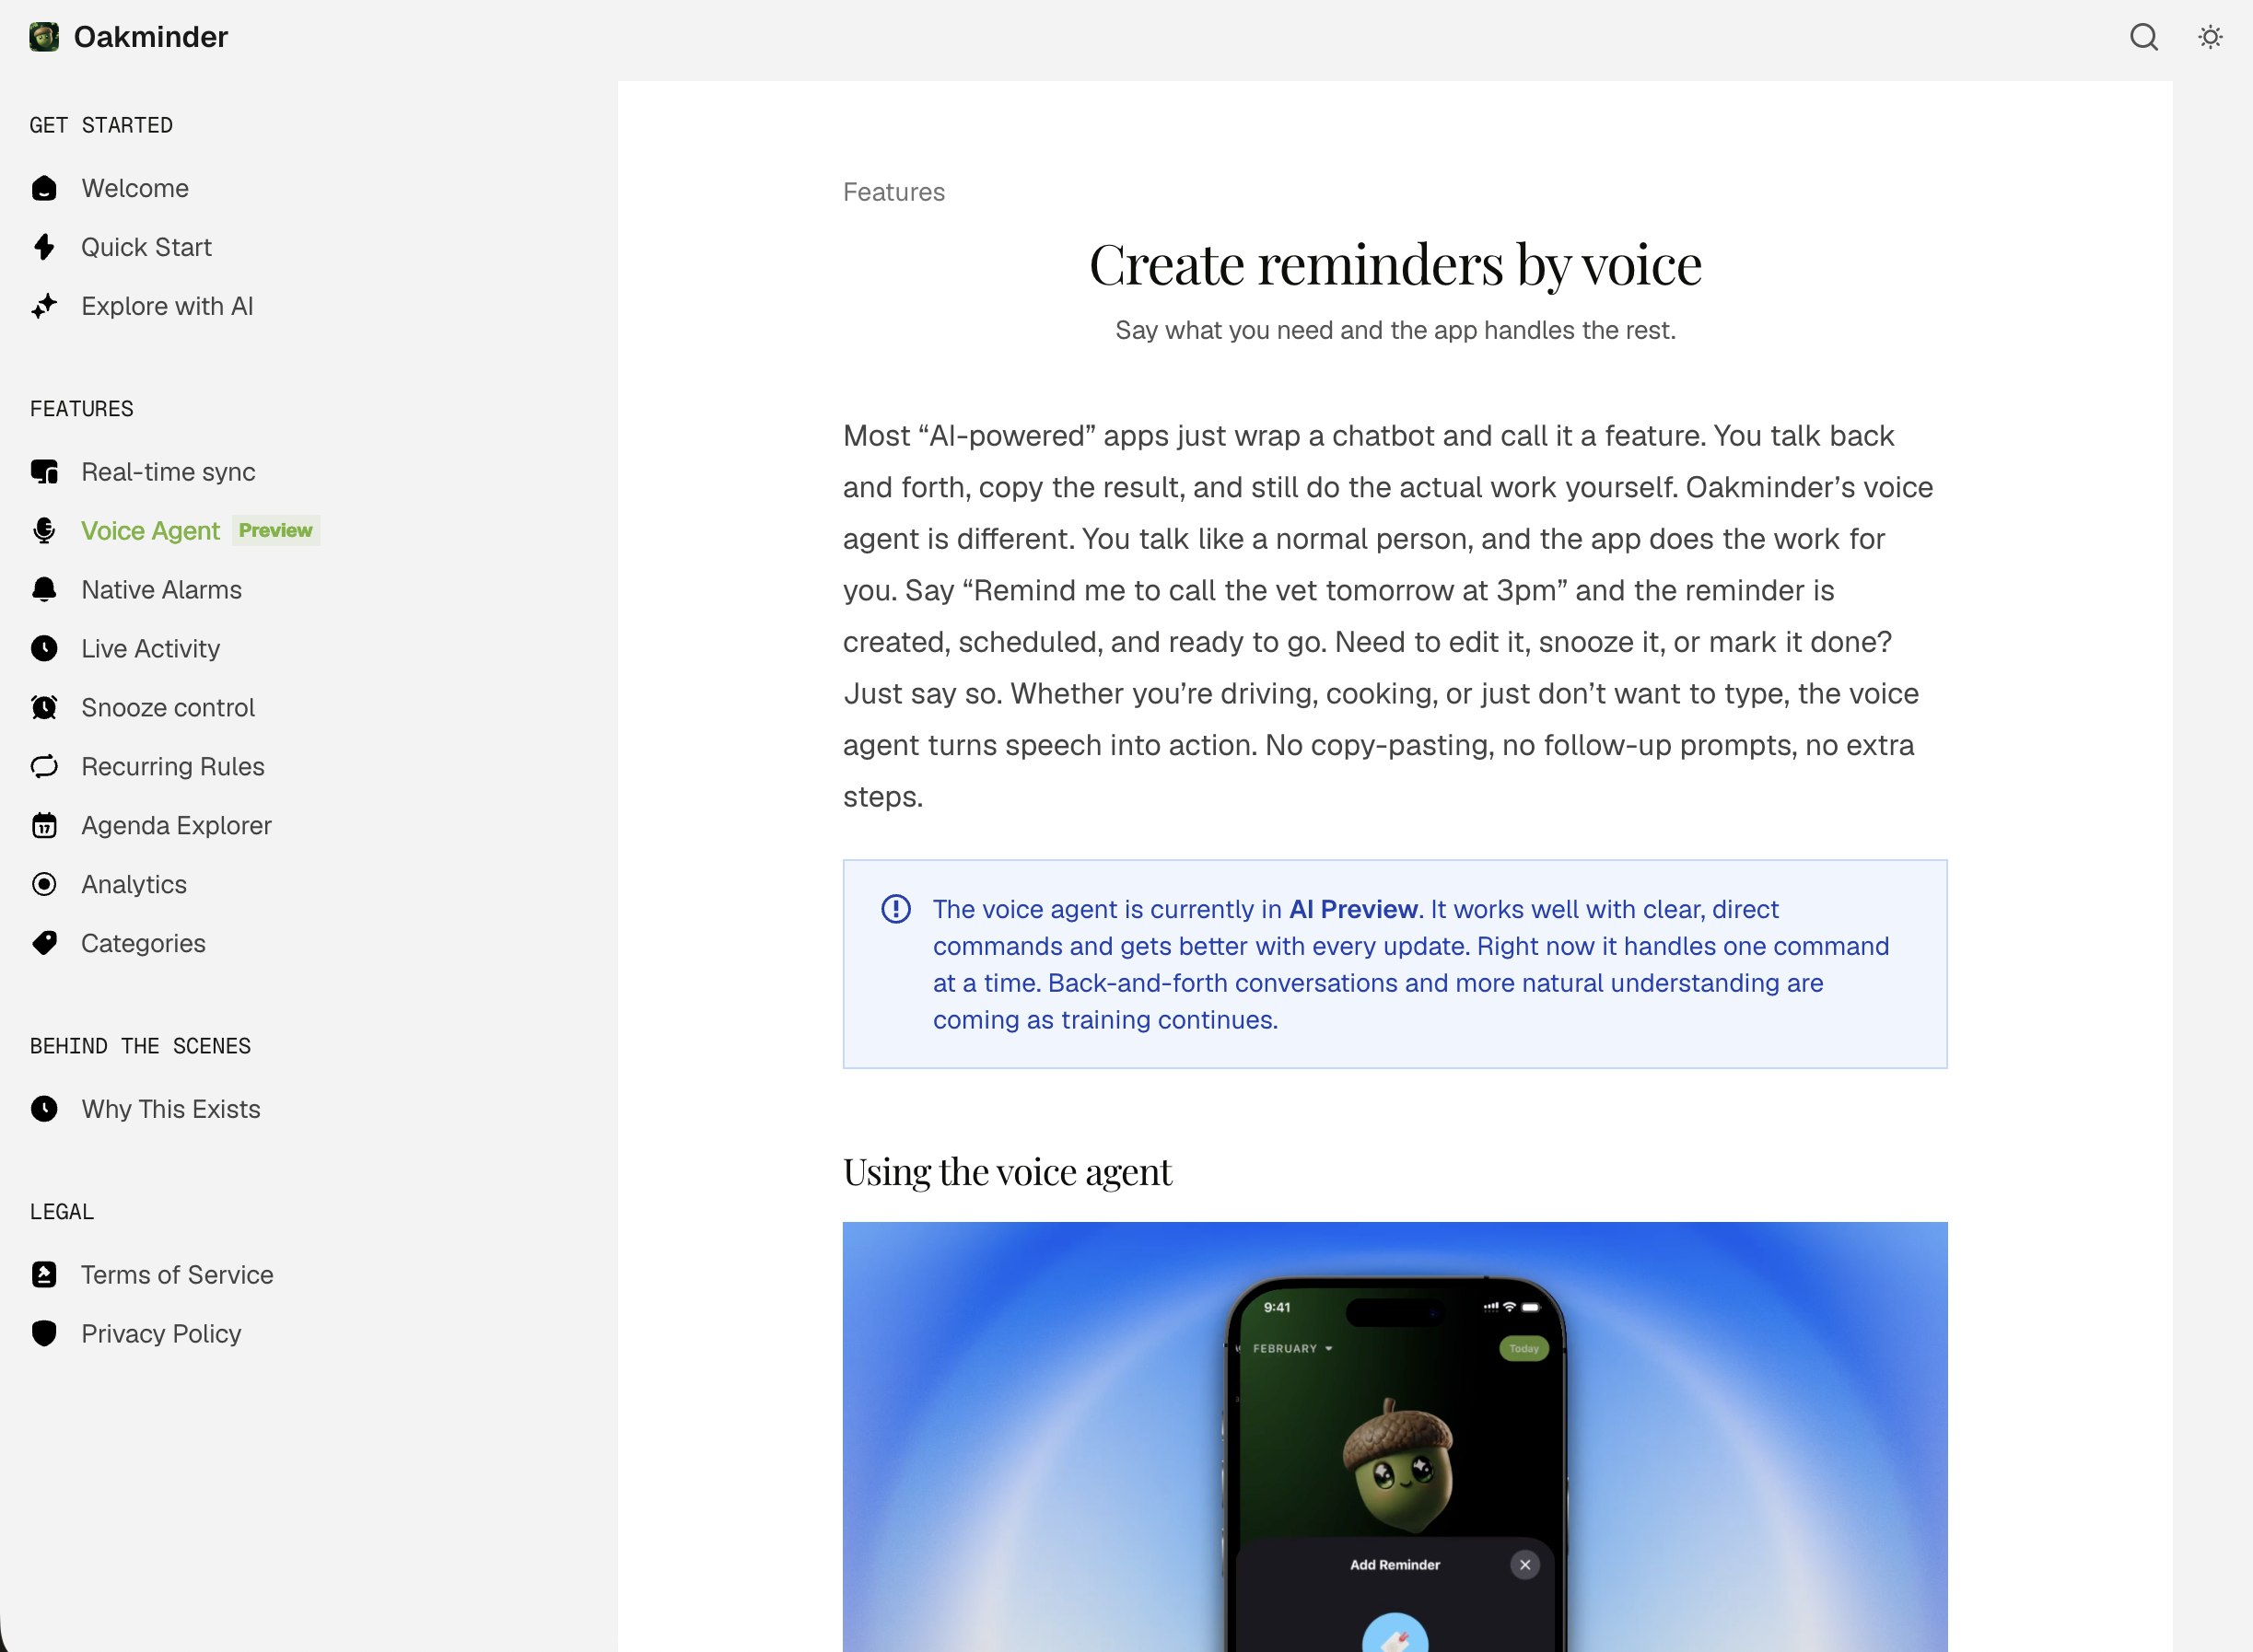 Oakminder
GET STARTED
Welcome
Quick Start
Explore with AI
FEATURES
Real-time sync
Voice Agent Preview
Native Alarms
Live Activity
Snooze control
Recurring Rules
Agenda Explorer
17
Analytics
Categories
BEHIND THE SCENES
Why This Exists
LEGAL
Terms of Service
Privacy Policy
Features
Create reminders by voice
Say what you need and the app handles the rest.
Most “AI-powered” apps just wrap a chatbot and call it a feature. You talk back
and forth, copy the result, and still do the actual work yourself. Oakminder’s voice
agent is different. You talk like a normal person, and the app does the work for
you. Say “Remind me to call the vet tomorrow at 3pm” and the reminder is
created, scheduled, and ready to go. Need to edit it, snooze it, or mark it done?
Just say so. Whether you’re driving, cooking, or just don’t want to type, the voice
agent turns speech into action. No copy-pasting, no follow-up prompts, no extra
steps.
The voice agent is currently in AI Preview. It works well with clear, direct
commands and gets better with every update. Right now it handles one command
at a time. Back-and-forth conversations and more natural understanding are
coming as training continues.
Using the voice agent
9:41
FEBRUARY
Today
Add Reminder